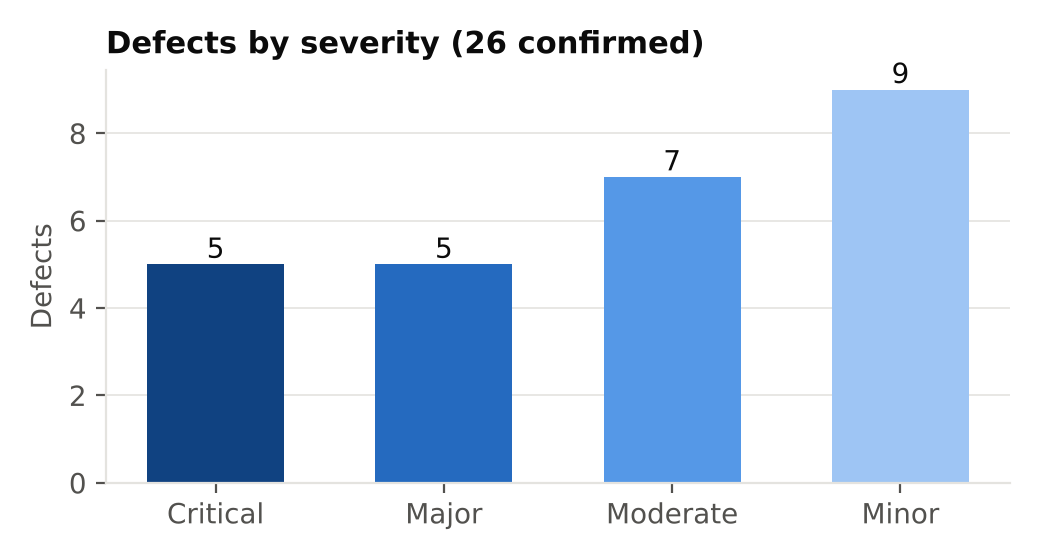 Defects by severity (26 confirmed)
9
8
7
6
5
5
4
2
0
Defects
Critical
Major
Moderate
Minor